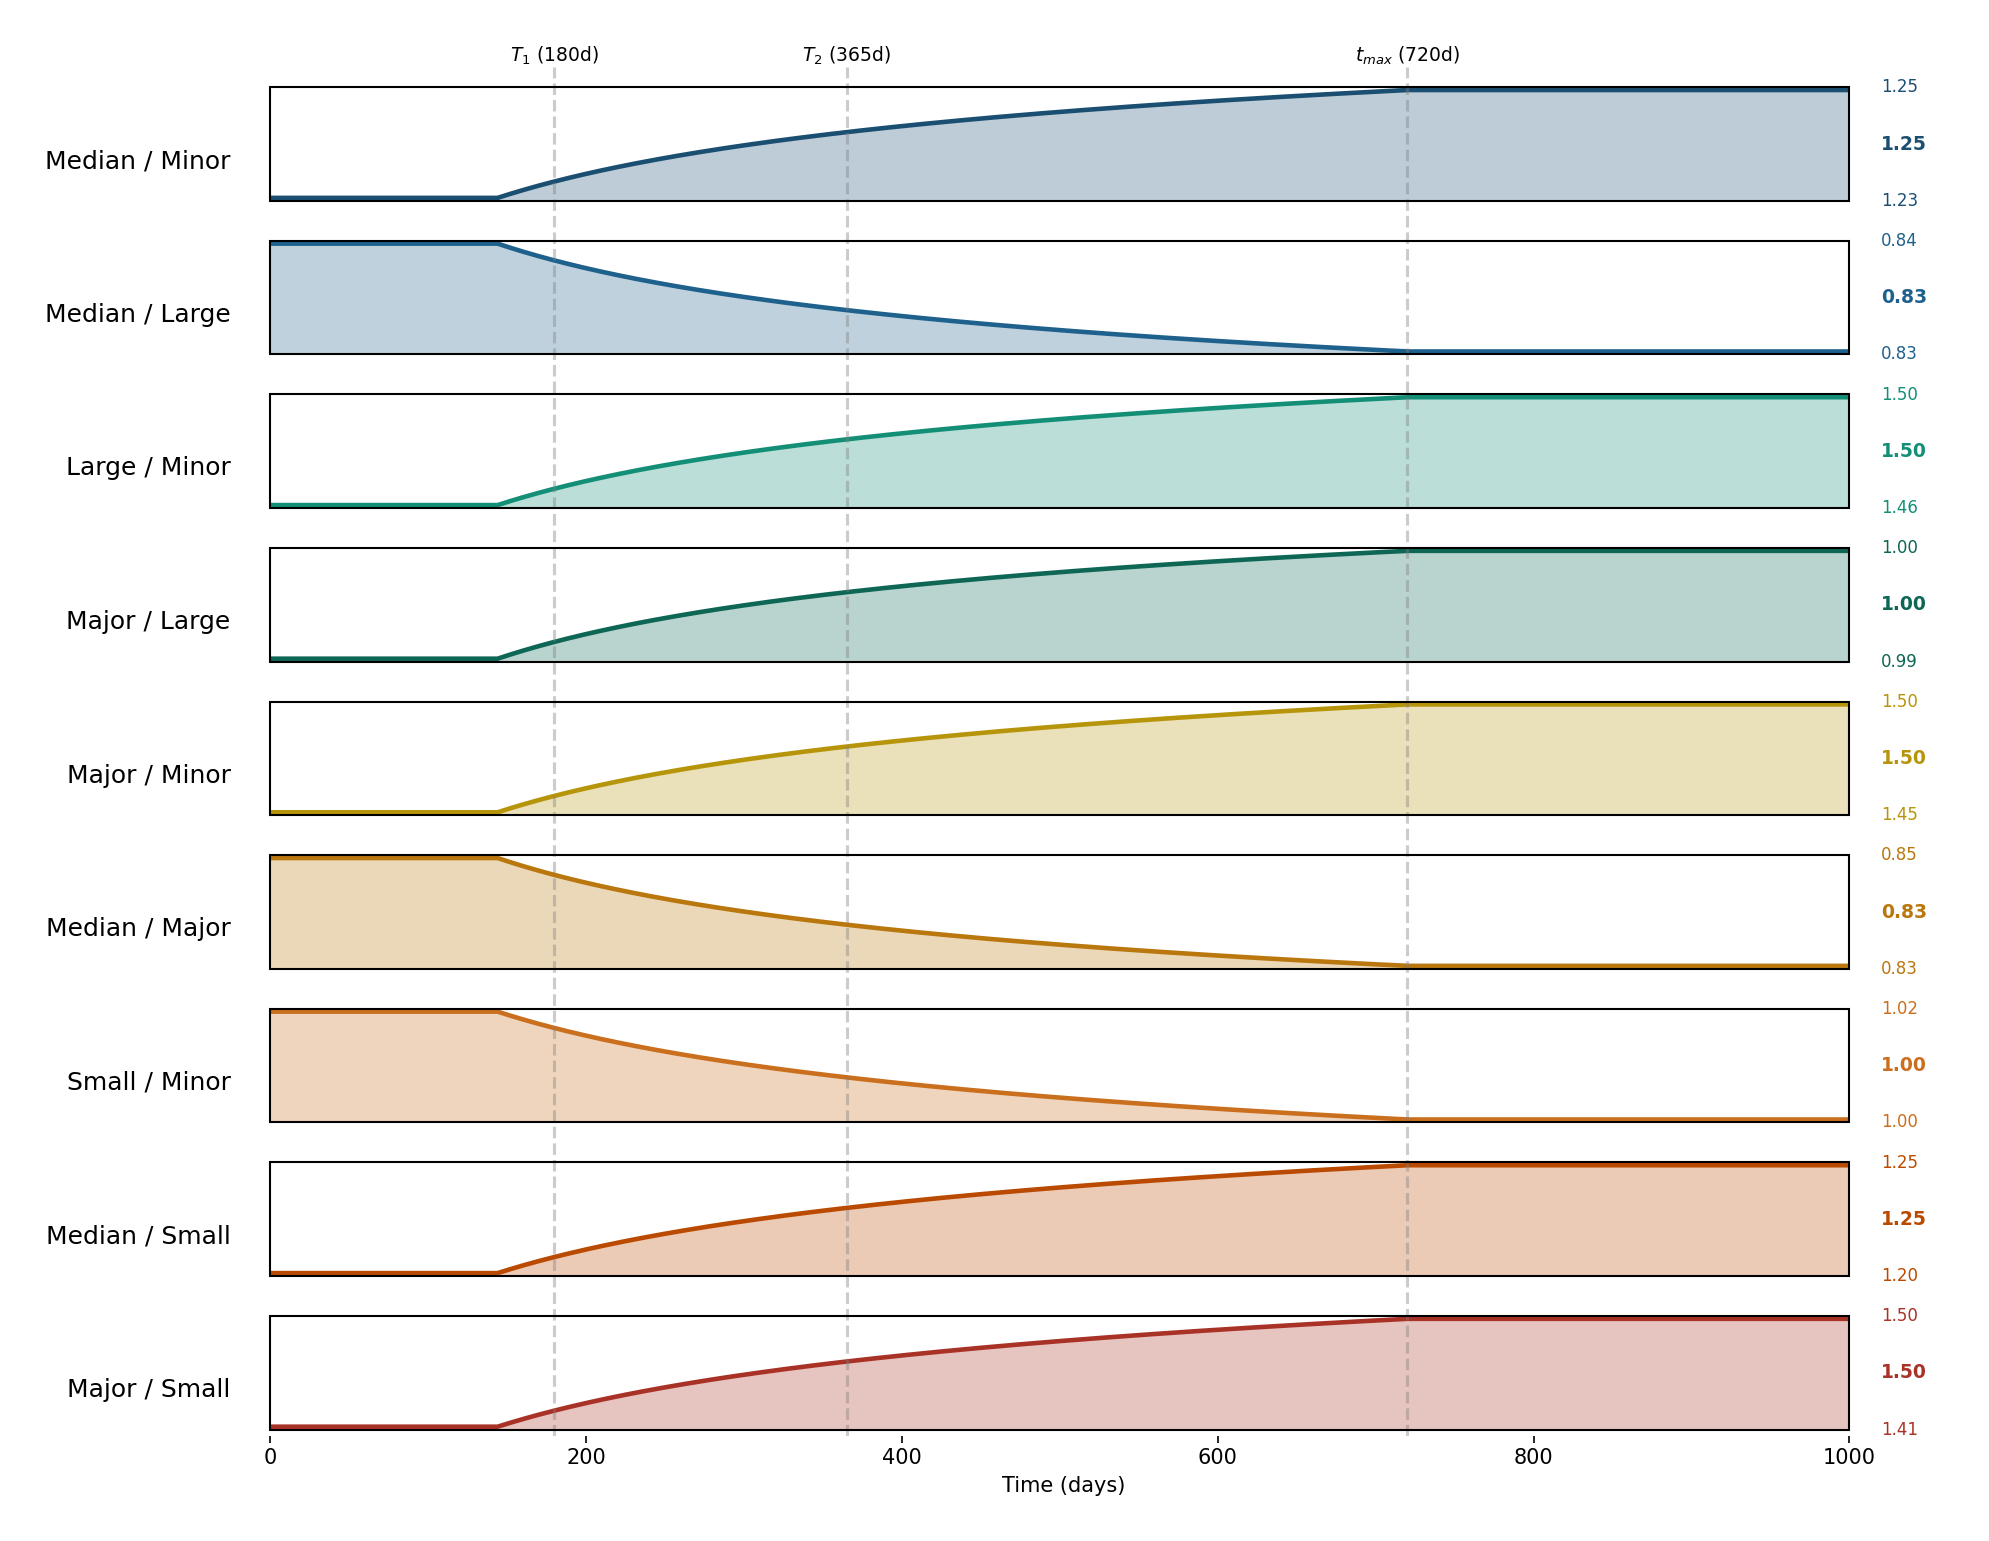 T1 (180d) T2 (365d) tmax (720d)
1.25
Median / Minor 1.25
1.23
0.84
Median / Large 0.83
0.83
1.50
Large / Minor 1.50
1.46
1.00
Major / Large 1.00
0.99
1.50
Major / Minor 1.50
1.45
0.85
Median / Major 0.83
0.83
1.02
Small / Minor 1.00
1.00
1.25
Median / Small 1.25
1.20
1.50
Major / Small 1.50
1.41
0 200 400 600 800 1000
Time (days)